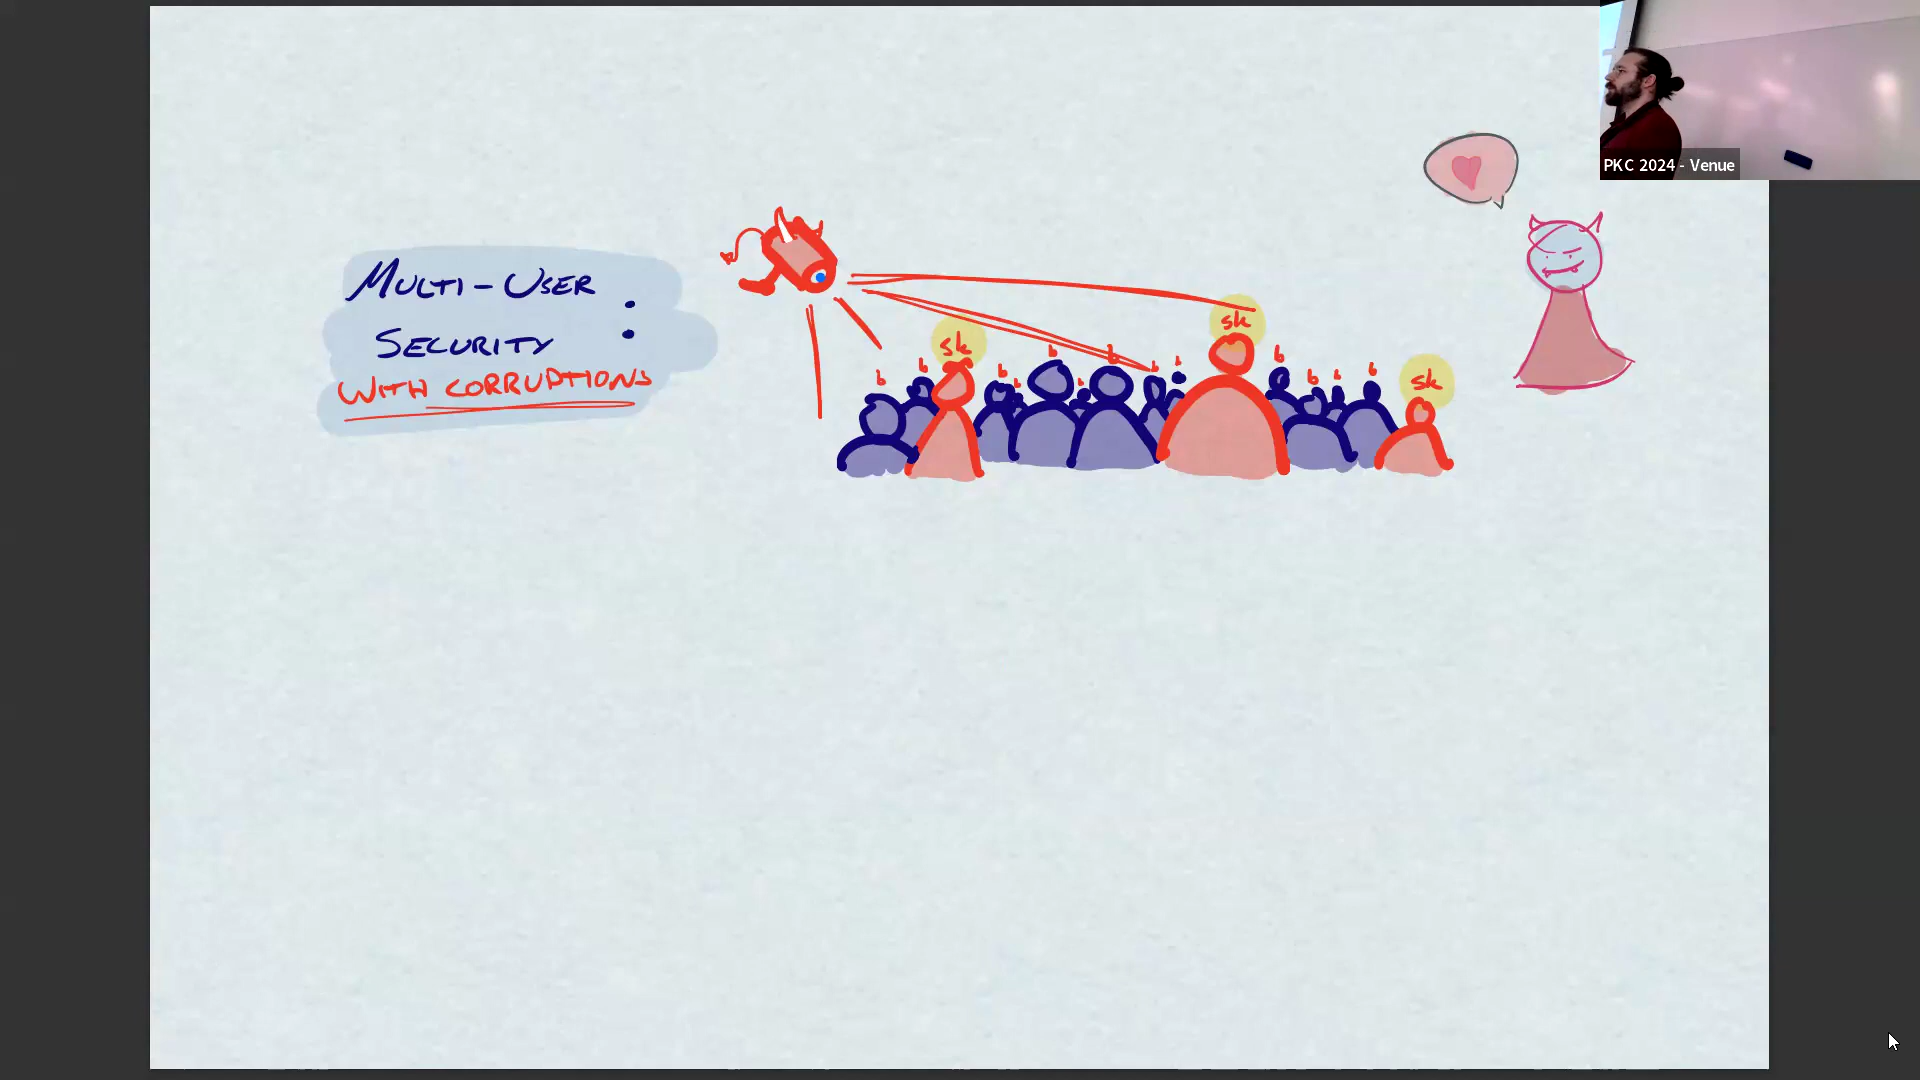 PKC 2024 - Venue
MULTI-USER
SECURITY :
WITH CORRUPTIONS
sk
sk
sk
b b b b b b b b b b b b b b